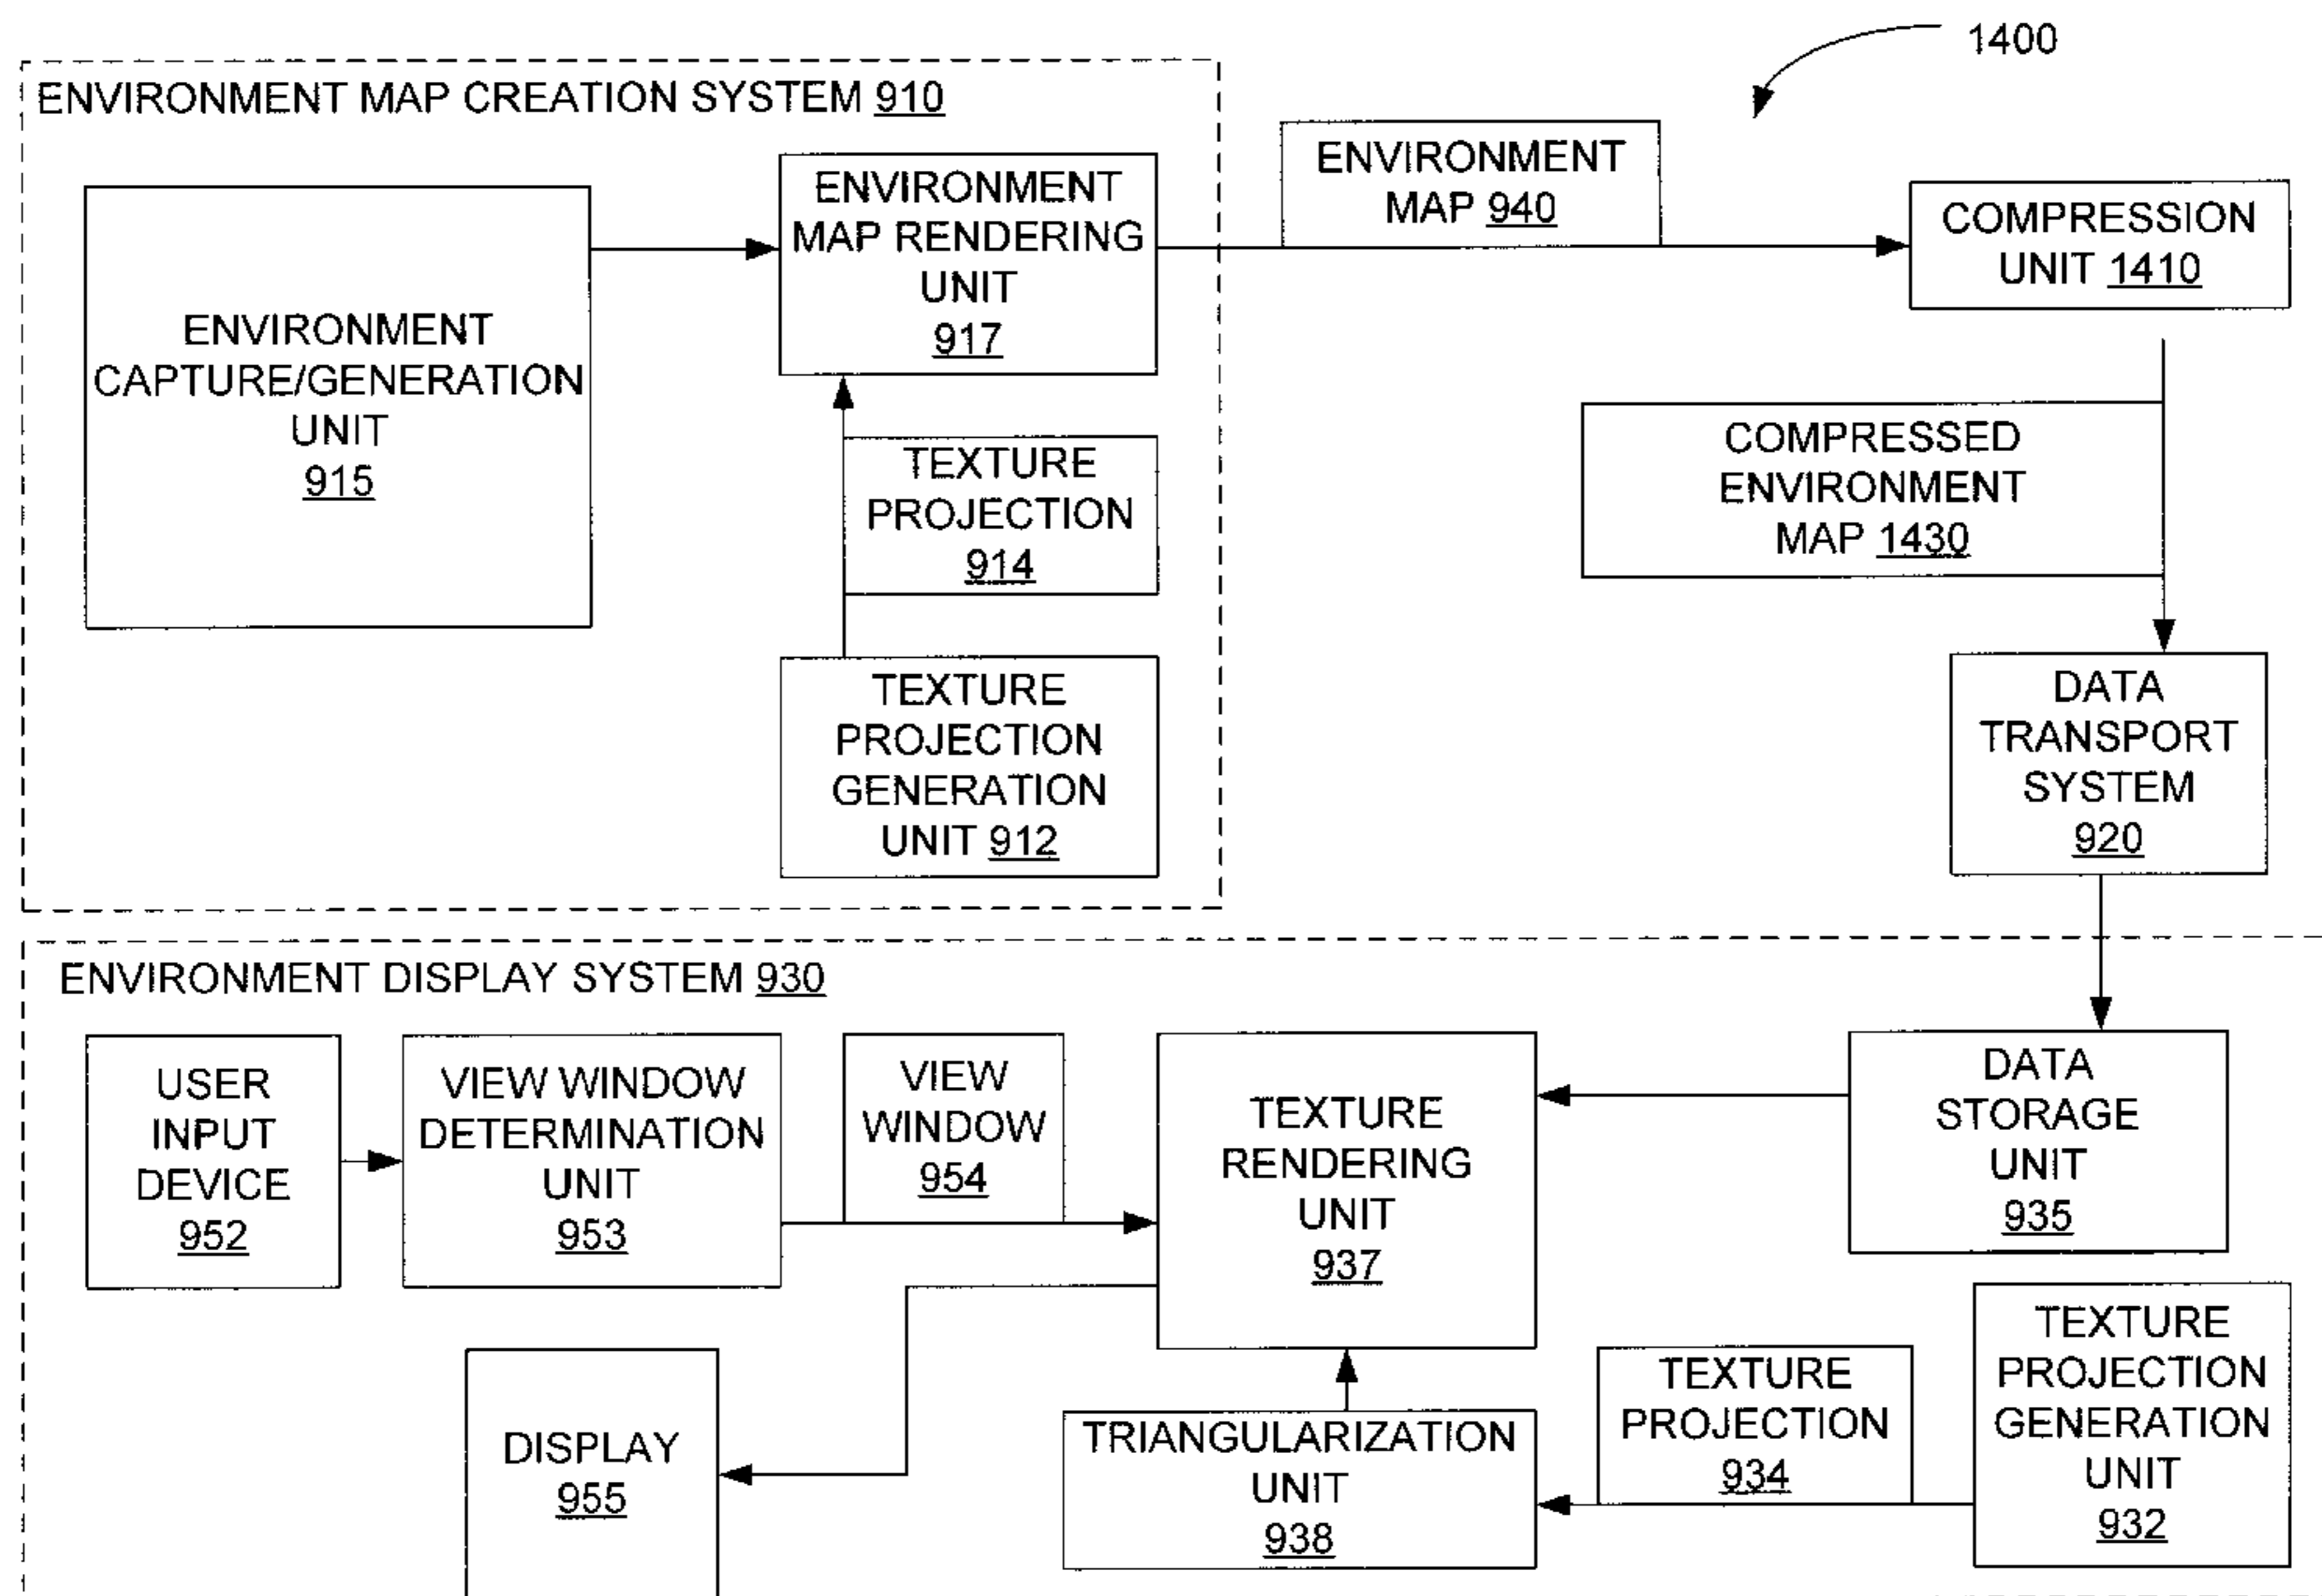 1400
ENVIRONMENT MAP CREATION SYSTEM 910
ENVIRONMENT
CAPTURE/GENERATION
UNIT
915
ENVIRONMENT
MAP RENDERING
UNIT
917
TEXTURE
PROJECTION
914
TEXTURE
PROJECTION
GENERATION
UNIT 912
ENVIRONMENT
MAP 940
COMPRESSION
UNIT 1410
COMPRESSED
ENVIRONMENT
MAP 1430
DATA
TRANSPORT
SYSTEM
920
ENVIRONMENT DISPLAY SYSTEM 930
USER
INPUT
DEVICE
952
VIEW WINDOW
DETERMINATION
UNIT
953
VIEW
WINDOW
954
TEXTURE
RENDERING
UNIT
937
DATA
STORAGE
UNIT
935
DISPLAY
955
TRIANGULARIZATION
UNIT
938
TEXTURE
PROJECTION
934
TEXTURE
PROJECTION
GENERATION
UNIT
932